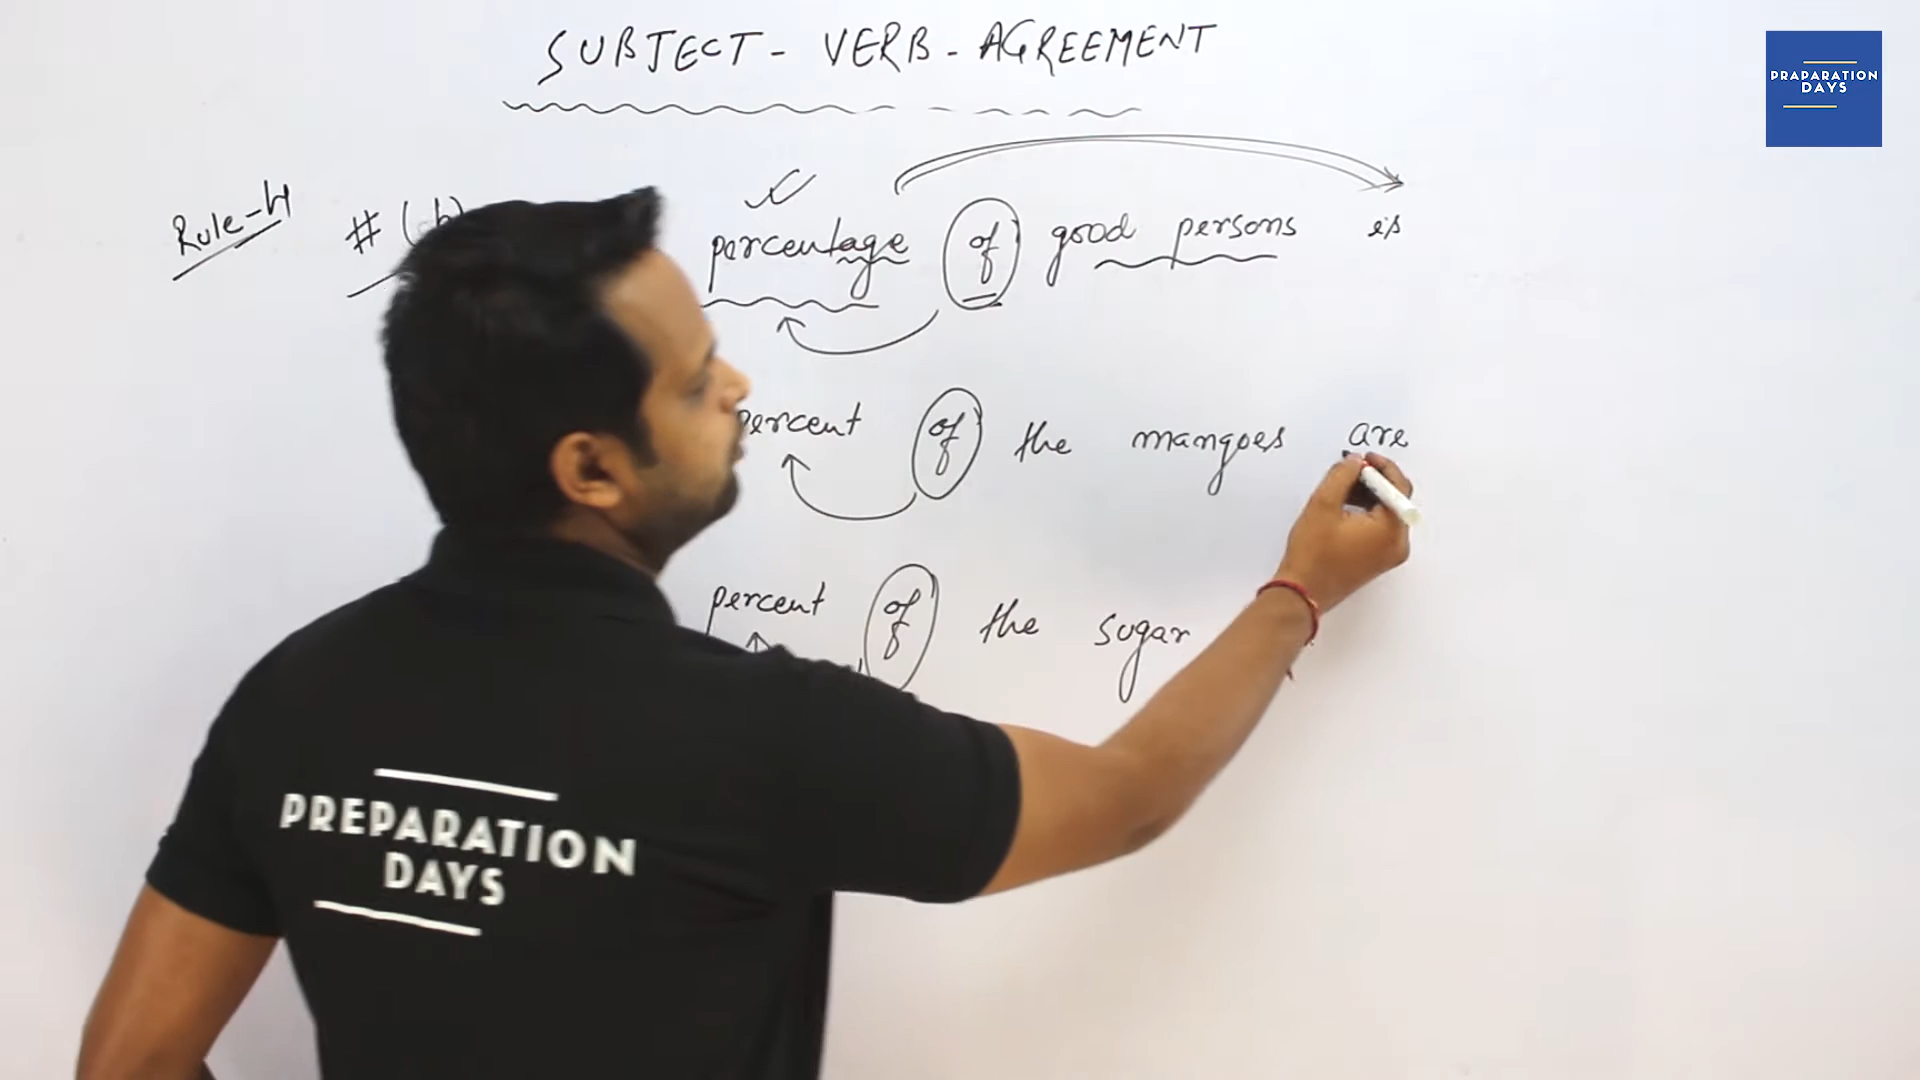 SUBJECT - VERB - AGREEMENT
PRAPARATION
DAYS
Rule-4 # (b)
percentage of good persons is
percent of the mangoes are
percent of the sugar
PREPARATION
DAYS